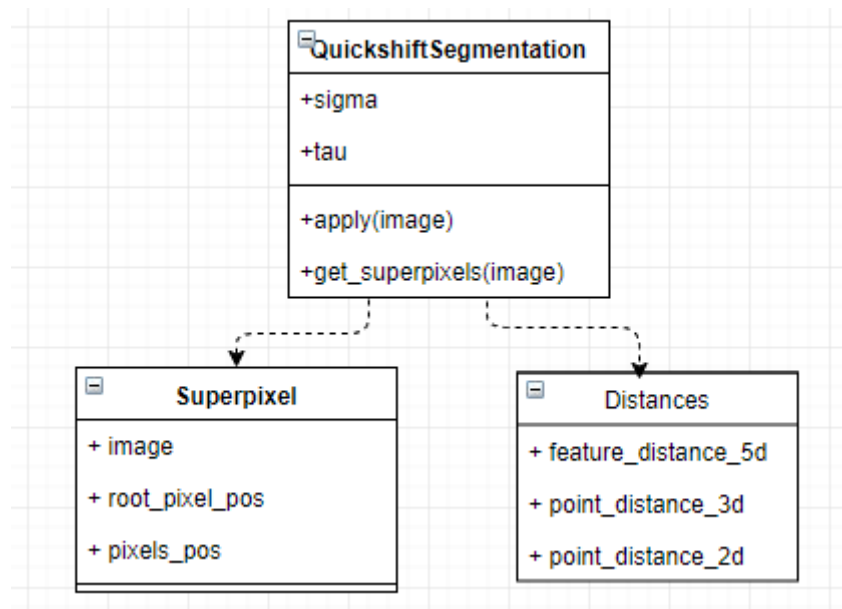 QuickshiftSegmentation
+sigma
+tau
+apply(image)
+get_superpixels(image)
Superpixel
+ image
+ root_pixel_pos
+ pixels_pos
Distances
+ feature_distance_5d
+ point_distance_3d
+ point_distance_2d